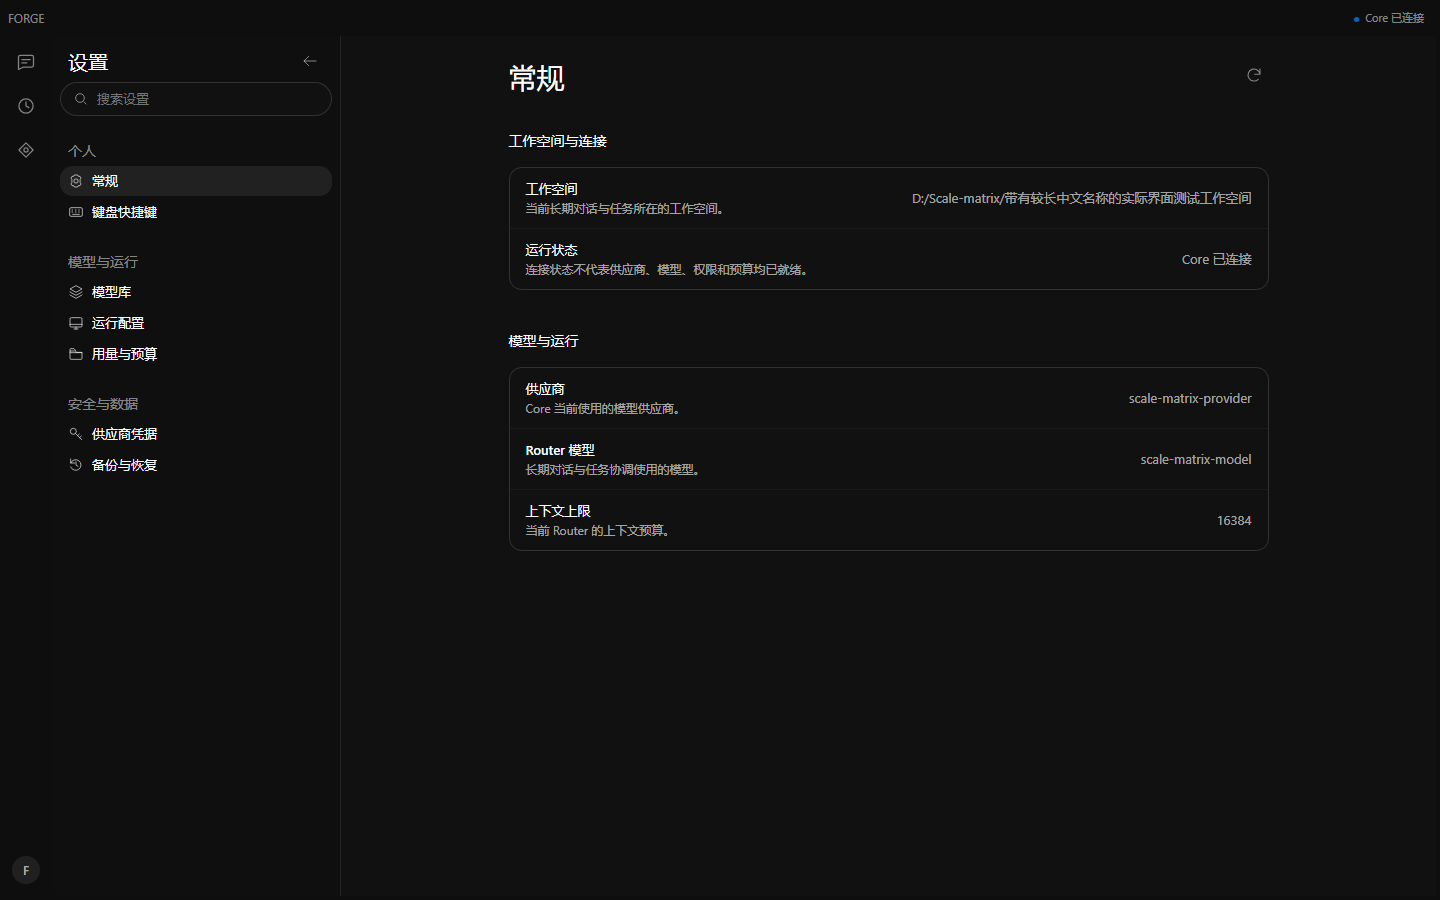 FORGE
Core 已连接
设置
搜索设置
个人
常规
键盘快捷键
模型与运行
模型库
运行配置
用量与预算
安全与数据
供应商凭据
备份与恢复
F
常规
工作空间与连接
工作空间
当前长期对话与任务所在的工作空间。
D:/Scale-matrix/带有较长中文名称的实际界面测试工作空间
运行状态
连接状态不代表供应商、模型、权限和预算均已就绪。
Core 已连接
模型与运行
供应商
Core 当前使用的模型供应商。
scale-matrix-provider
Router 模型
长期对话与任务协调使用的模型。
scale-matrix-model
上下文上限
当前 Router 的上下文预算。
16384